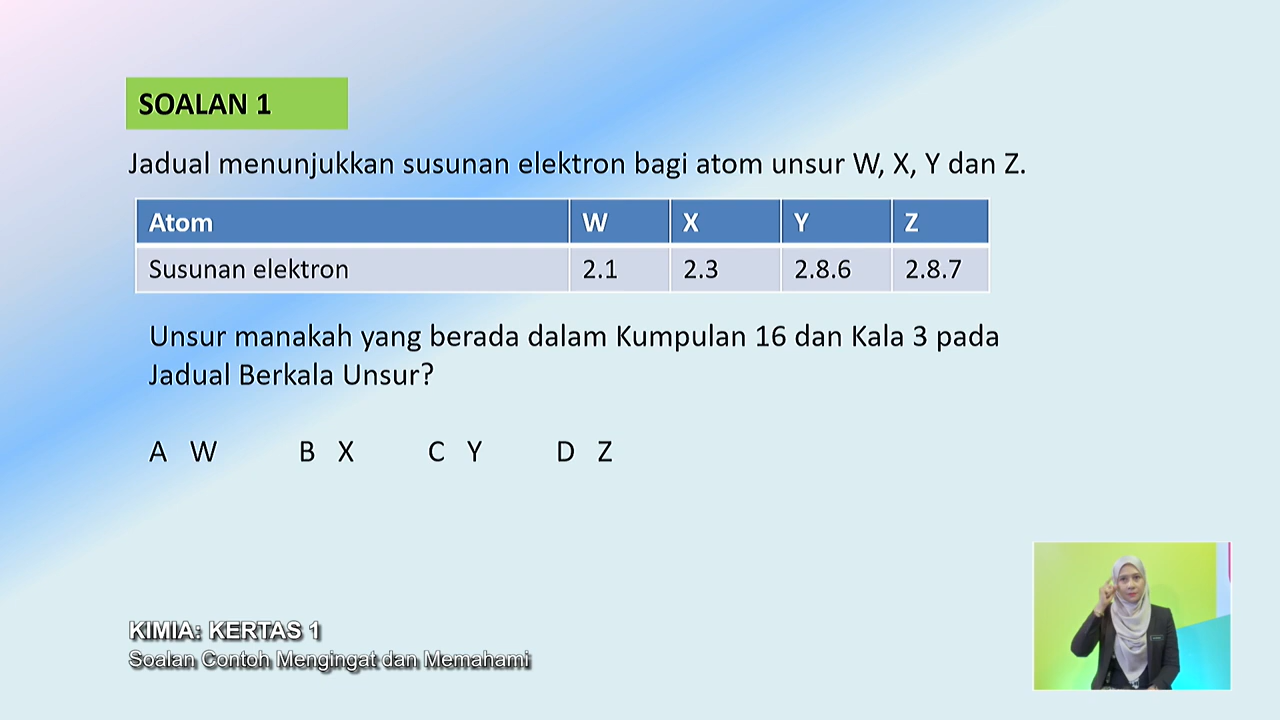 SOALAN 1
Jadual menunjukkan susunan elektron bagi atom unsur W, X, Y dan Z.
Atom W X Y Z
Susunan elektron 2.1 2.3 2.8.6 2.8.7
Unsur manakah yang berada dalam Kumpulan 16 dan Kala 3 pada
Jadual Berkala Unsur?
A W B X C Y D Z
KIMIA: KERTAS 1
Soalan Contoh Mengingat dan Memahami